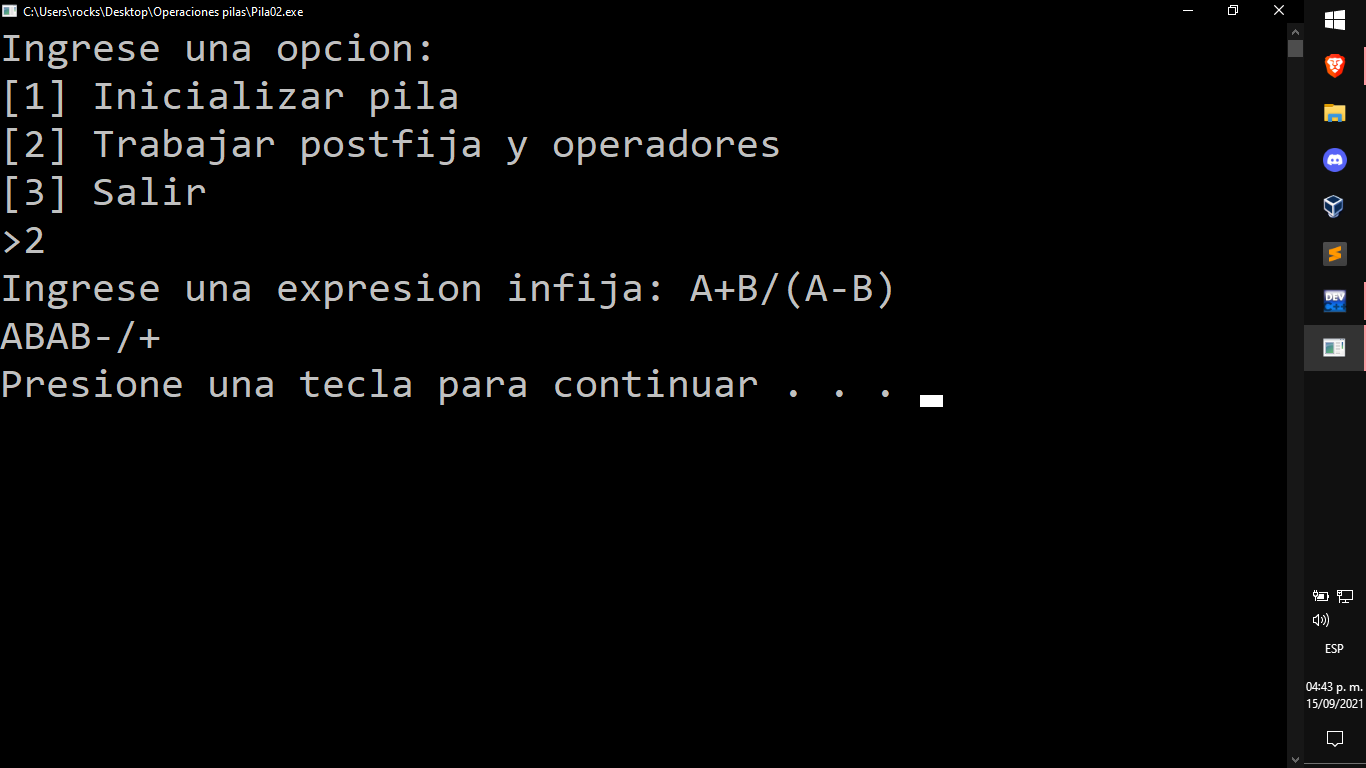 C:\Users\rocks\Desktop\Operaciones pilas\Pila02.exe
Ingrese una opcion:
[1] Inicializar pila
[2] Trabajar postfija y operadores
[3] Salir
>2
Ingrese una expresion infija: A+B/(A-B)
ABAB-/+
Presione una tecla para continuar . . .
DEV
ESP
04:43 p. m.
15/09/2021